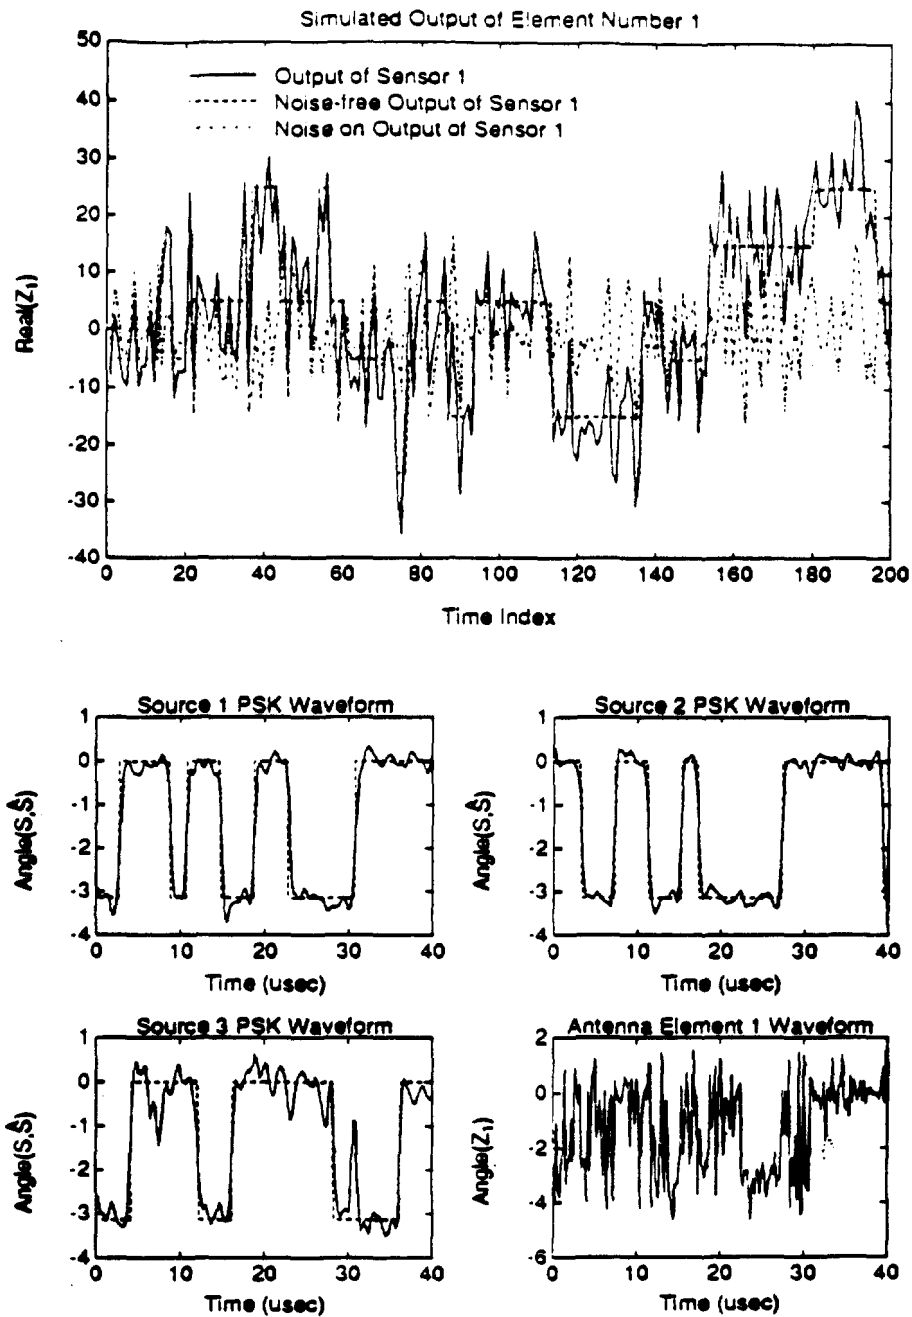 Simulated Output of Element Number 1
50
40
30
20
10
0
-10
-20
-30
-40
Real(Z₁)
Output of Sensor 1
Noise-free Output of Sensor 1
Noise on Output of Sensor 1
0 20 40 60 80 100 120 140 160 180 200
Time Index
Source 1 PSK Waveform
1
0
-1
-2
-3
-4
Angle(S,Ŝ)
0 10 20 30 40
Time (usec)
Source 2 PSK Waveform
1
0
-1
-2
-3
-4
Angle(S,Ŝ)
0 10 20 30 40
Time (usec)
Source 3 PSK Waveform
1
0
-1
-2
-3
-4
Angle(S,Ŝ)
0 10 20 30 40
Time (usec)
Antenna Element 1 Waveform
2
0
-2
-4
-6
Angle(Z₁)
0 10 20 30 40
Time (usec)